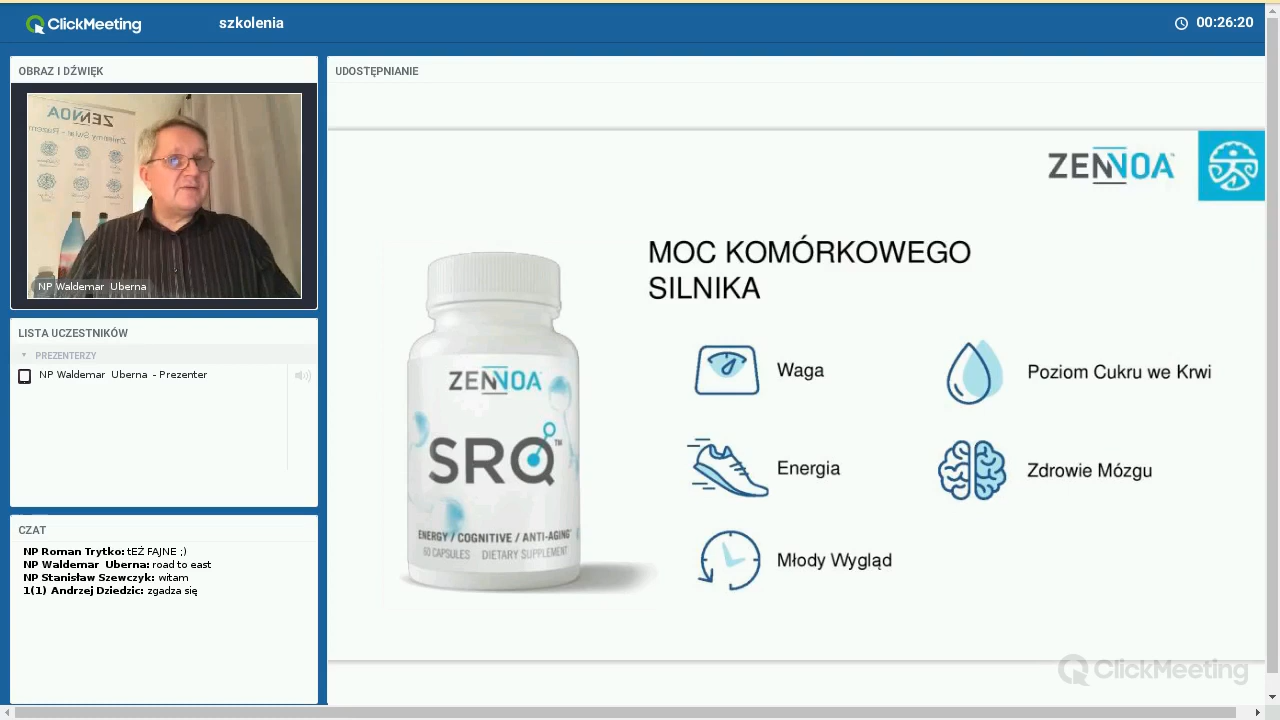 ClickMeeting
szkolenia
00:26:20
OBRAZ I DŹWIĘK
ZENNOA
NP Waldemar Uberna
LISTA UCZESTNIKÓW
PREZENTERZY
NP Waldemar Uberna - Prezenter
CZAT
NP Roman Trytko: tEŻ FAJNE ;)
NP Waldemar Uberna: road to east
NP Stanisław Szewczyk: witam
1(1) Andrzej Dziedzic: zgadza się
UDOSTĘPNIANIE
ZENNOA
MOC KOMÓRKOWEGO
SILNIKA
Waga
Poziom Cukru we Krwi
Energia
Zdrowie Mózgu
Młody Wygląd
ZENNOA
SRQ™
ENERGY / COGNITIVE / ANTI-AGING*
60 CAPSULES DIETARY SUPPLEMENT
ClickMeeting